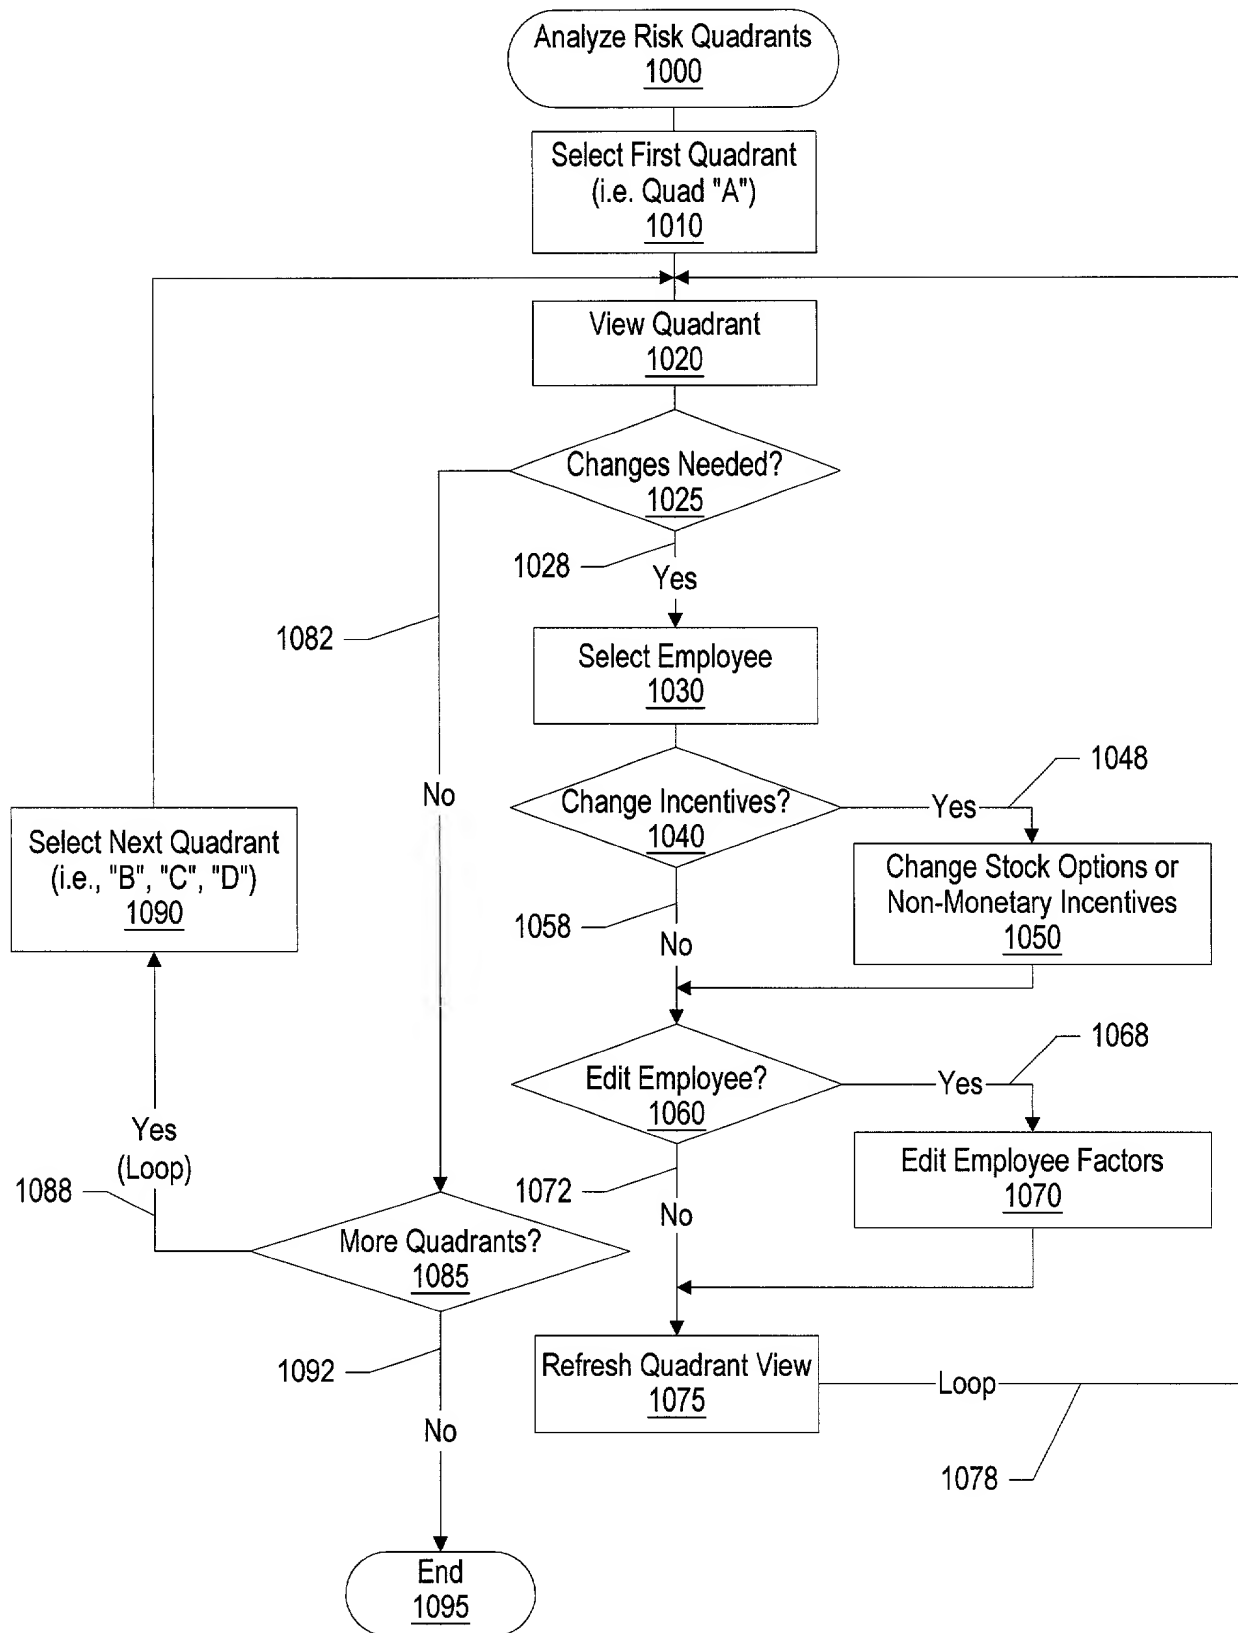 Analyze Risk Quadrants
1000
Select First Quadrant
(i.e. Quad "A")
1010
View Quadrant
1020
Changes Needed?
1025
1028
Yes
1082
Select Employee
1030
No
1048
Change Incentives?
1040
Yes
Select Next Quadrant
(i.e., "B", "C", "D")
1090
Change Stock Options or
Non-Monetary Incentives
1050
1058
No
1068
Edit Employee?
1060
Yes
Yes
(Loop)
1088
Edit Employee Factors
1070
1072
No
More Quadrants?
1085
Refresh Quadrant View
1075
Loop
1078
1092
No
End
1095